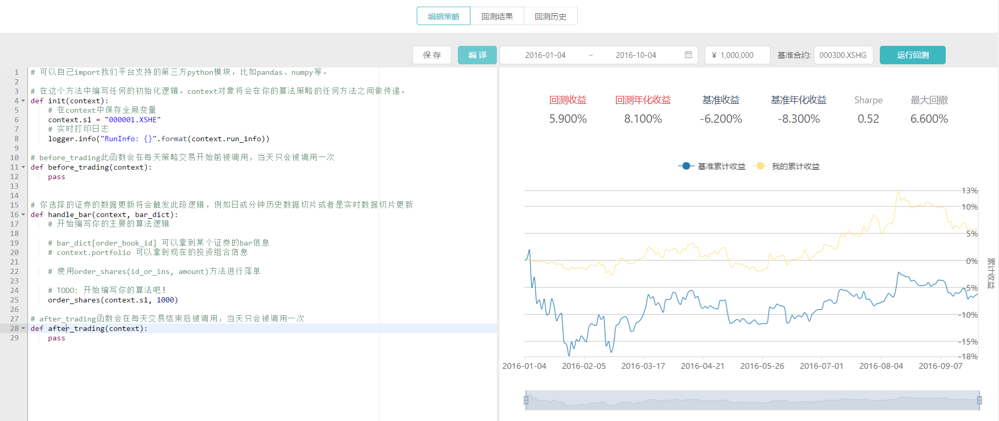 编辑策略 回测结果 回测历史
保 存 编 译 2016-01-04 ~ 2016-10-04 ¥ 1,000,000 基准合约: 000300.XSHG 运行回测
1 # 可以自己import我们平台支持的第三方python模块，比如pandas、numpy等。
2
3 # 在这个方法中编写任何的初始化逻辑。context对象将会在你的算法策略的任何方法之间做传递。
4 def init(context):
5 # 在context中保存全局变量
6 context.s1 = "000001.XSHE"
7 # 实时打印日志
8 logger.info("RunInfo: {}".format(context.run_info))
9
10 # before_trading此函数会在每天策略交易开始前被调用，当天只会被调用一次
11 def before_trading(context):
12 pass
13
14
15 # 你选择的证券的数据更新将会触发此段逻辑，例如日或分钟历史数据切片或者是实时数据切片更新
16 def handle_bar(context, bar_dict):
17 # 开始编写你的主要的算法逻辑
18
19 # bar_dict[order_book_id] 可以拿到某个证券的bar信息
20 # context.portfolio 可以拿到现在的投资组合信息
21
22 # 使用order_shares(id_or_ins, amount)方法进行落单
23
24 # TODO: 开始编写你的算法吧！
25 order_shares(context.s1, 1000)
26
27 # after_trading函数会在每天交易结束后被调用，当天只会被调用一次
28 def after_trading(context):
29 pass
回测收益 回测年化收益 基准收益 基准年化收益 Sharpe 最大回撤
5.900% 8.100% -6.200% -8.300% 0.52 6.600%
基准累计收益 我的累计收益
13%
10%
5%
0%
-5%
-10%
-15%
-18%
累计收益
2016-01-04 2016-02-05 2016-03-17 2016-04-21 2016-05-26 2016-07-01 2016-08-04 2016-09-07